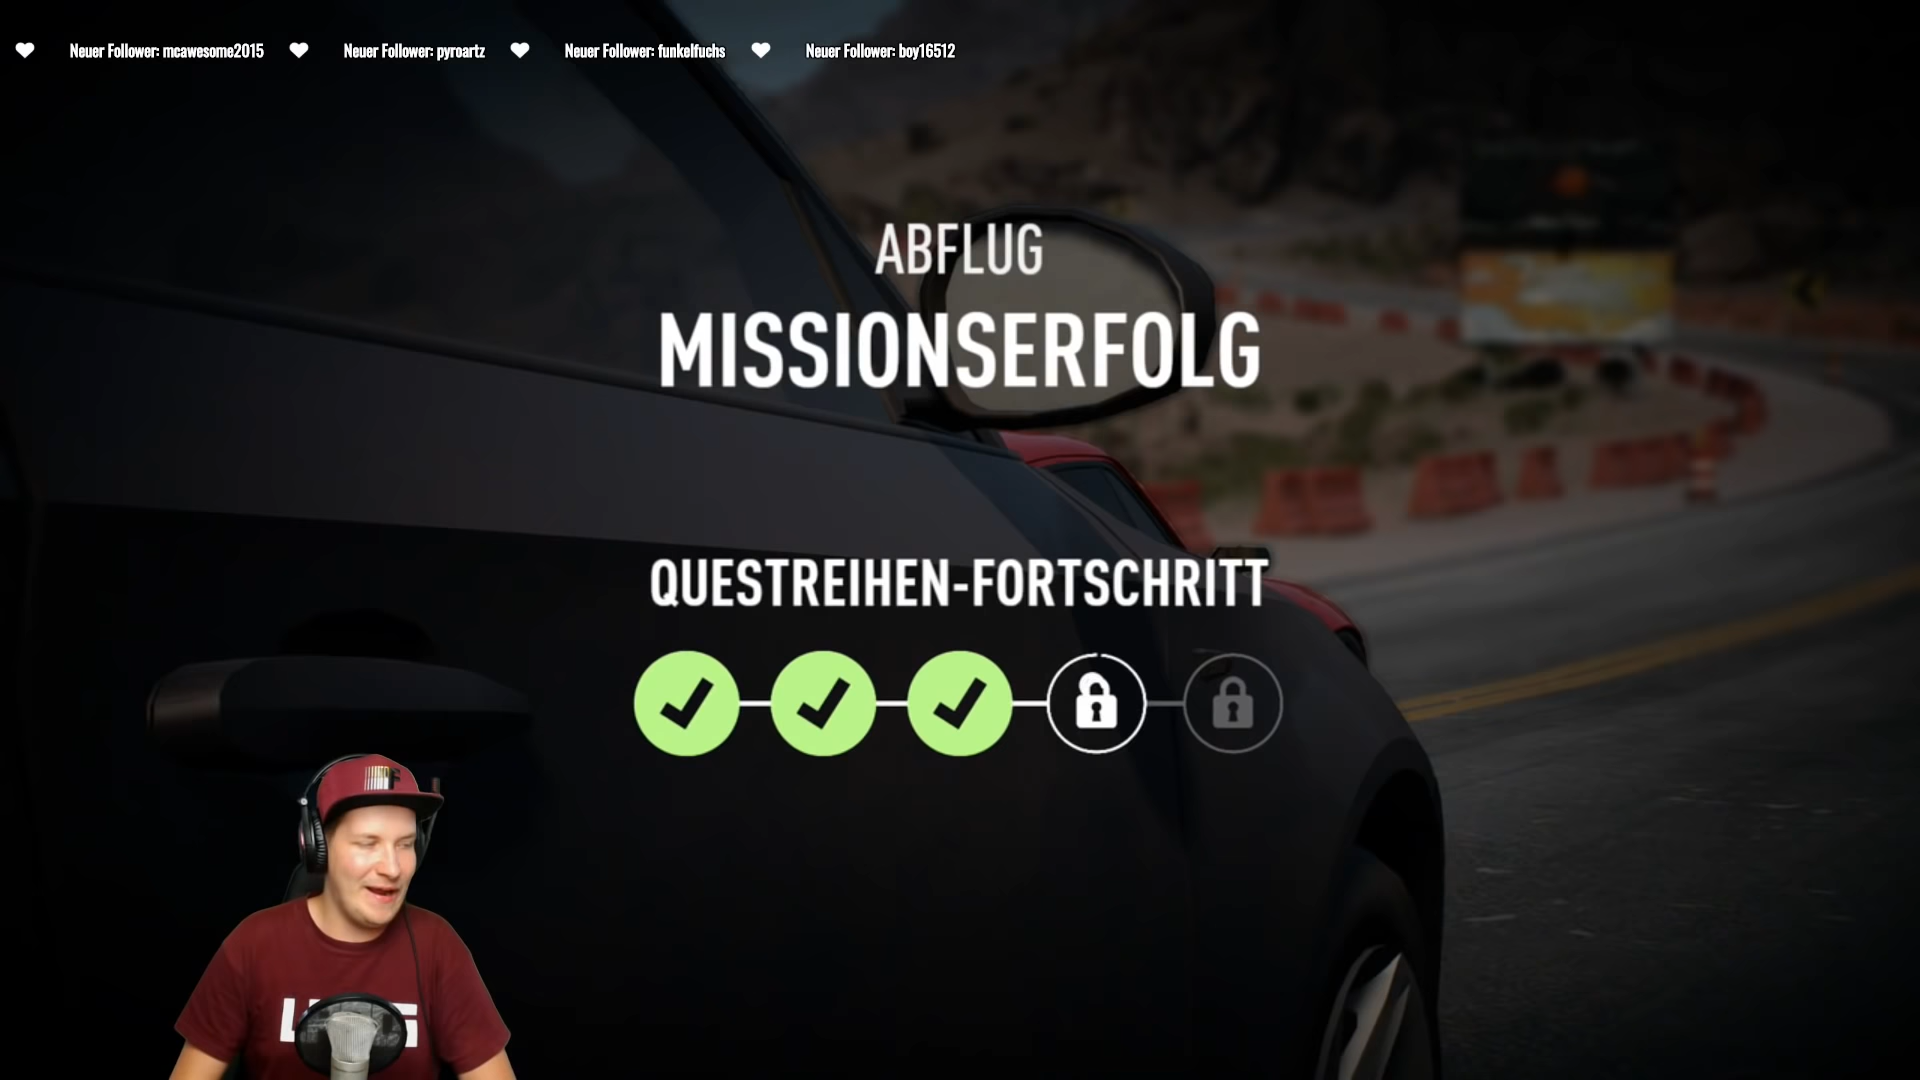 Neuer Follower: mcawesome2015 Neuer Follower: pyroartz Neuer Follower: funkelfuchs Neuer Follower: boy16512
ABFLUG
MISSIONSERFOLG
QUESTREIHEN-FORTSCHRITT